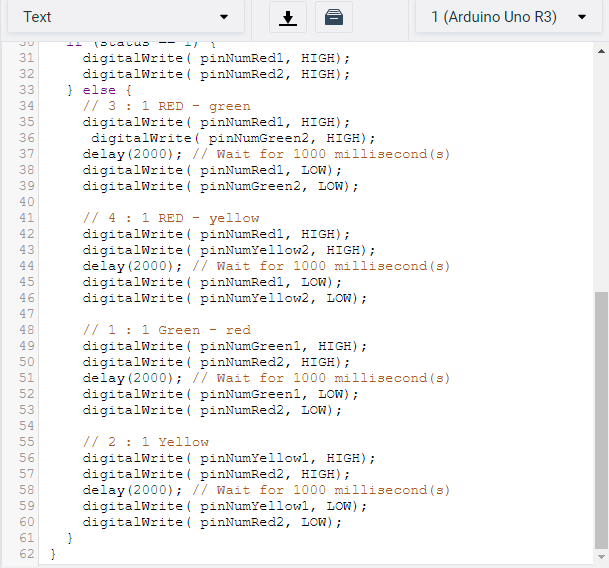 Text
1 (Arduino Uno R3)
30 if (status == 1) {
31 digitalWrite( pinNumRed1, HIGH);
32 digitalWrite( pinNumRed2, HIGH);
33 } else {
34 // 3 : 1 RED - green
35 digitalWrite( pinNumRed1, HIGH);
36 digitalWrite( pinNumGreen2, HIGH);
37 delay(2000); // Wait for 1000 millisecond(s)
38 digitalWrite( pinNumRed1, LOW);
39 digitalWrite( pinNumGreen2, LOW);
40
41 // 4 : 1 RED - yellow
42 digitalWrite( pinNumRed1, HIGH);
43 digitalWrite( pinNumYellow2, HIGH);
44 delay(2000); // Wait for 1000 millisecond(s)
45 digitalWrite( pinNumRed1, LOW);
46 digitalWrite( pinNumYellow2, LOW);
47
48 // 1 : 1 Green - red
49 digitalWrite( pinNumGreen1, HIGH);
50 digitalWrite( pinNumRed2, HIGH);
51 delay(2000); // Wait for 1000 millisecond(s)
52 digitalWrite( pinNumGreen1, LOW);
53 digitalWrite( pinNumRed2, LOW);
54
55 // 2 : 1 Yellow
56 digitalWrite( pinNumYellow1, HIGH);
57 digitalWrite( pinNumRed2, HIGH);
58 delay(2000); // Wait for 1000 millisecond(s)
59 digitalWrite( pinNumYellow1, LOW);
60 digitalWrite( pinNumRed2, LOW);
61 }
62 }